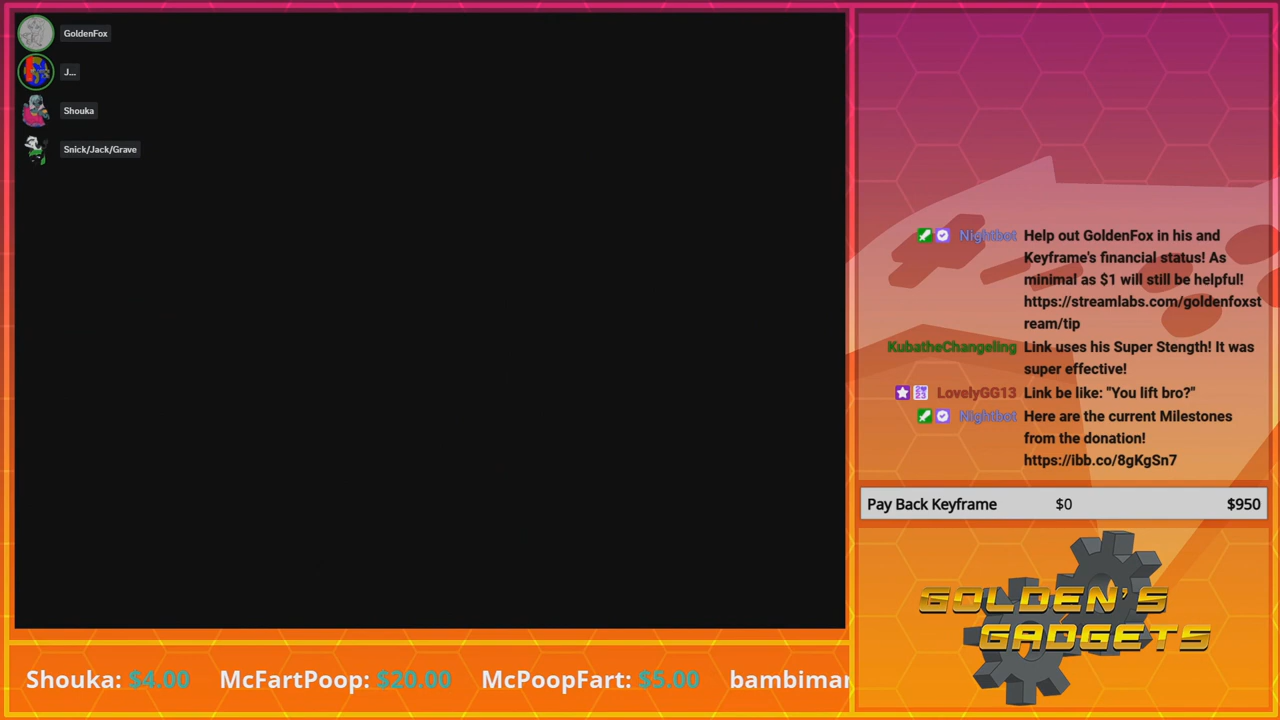 GoldenFox
J...
Shouka
Snick/Jack/Grave
Nightbot Help out GoldenFox in his and
Keyframe's financial status! As
minimal as $1 will still be helpful!
https://streamlabs.com/goldenfoxst
ream/tip
KubatheChangeling Link uses his Super Stength! It was
super effective!
LovelyGG13 Link be like: "You lift bro?"
Nightbot Here are the current Milestones
from the donation!
https://ibb.co/8gKgSn7
Pay Back Keyframe $0 $950
GOLDEN'S
GADGETS
Shouka: $4.00 McFartPoop: $20.00 McPoopFart: $5.00 bambimar